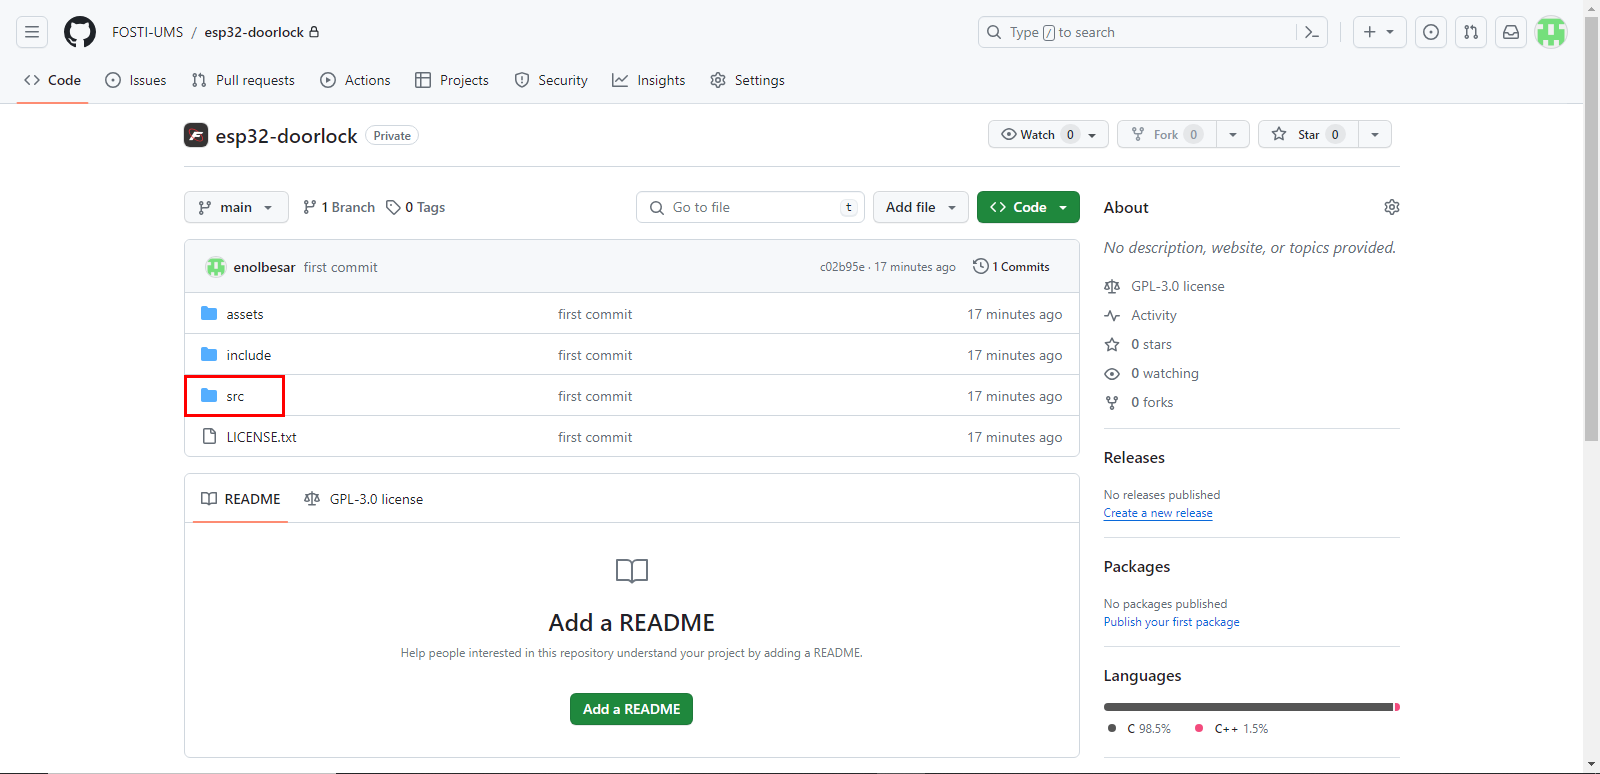 FOSTI-UMS / esp32-doorlock
Type / to search
Code Issues Pull requests Actions Projects Security Insights Settings
esp32-doorlock Private
Watch 0 Fork 0 Star 0
main 1 Branch 0 Tags Go to file t Add file Code
enolbesar first commit c02b95e · 17 minutes ago 1 Commits
assets first commit 17 minutes ago
include first commit 17 minutes ago
src first commit 17 minutes ago
LICENSE.txt first commit 17 minutes ago
README GPL-3.0 license
Add a README
Help people interested in this repository understand your project by adding a README.
Add a README
About
No description, website, or topics provided.
GPL-3.0 license
Activity
0 stars
0 watching
0 forks
Releases
No releases published
Create a new release
Packages
No packages published
Publish your first package
Languages
C 98.5% C++ 1.5%